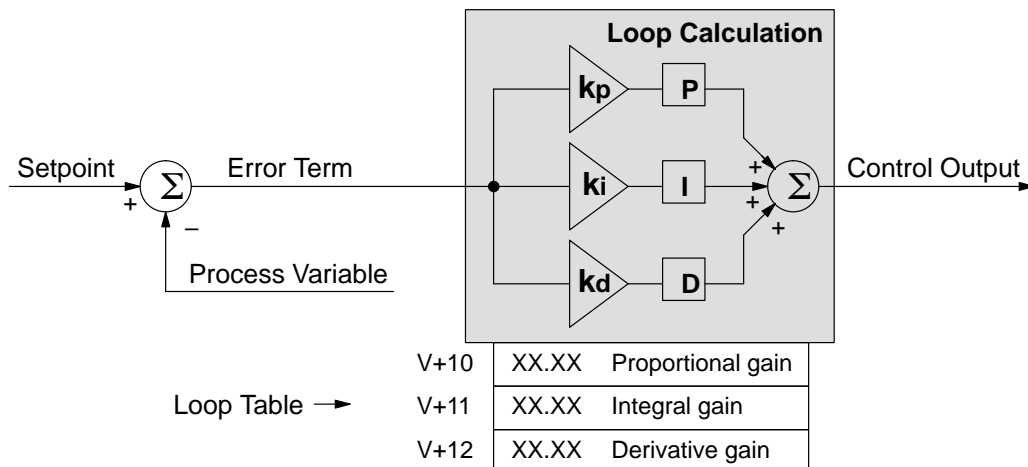 Loop Calculation
kp P
Setpoint Σ Error Term ki I Σ Control Output
+ − + + +
Process Variable kd D
V+10 XX.XX Proportional gain
Loop Table V+11 XX.XX Integral gain
V+12 XX.XX Derivative gain